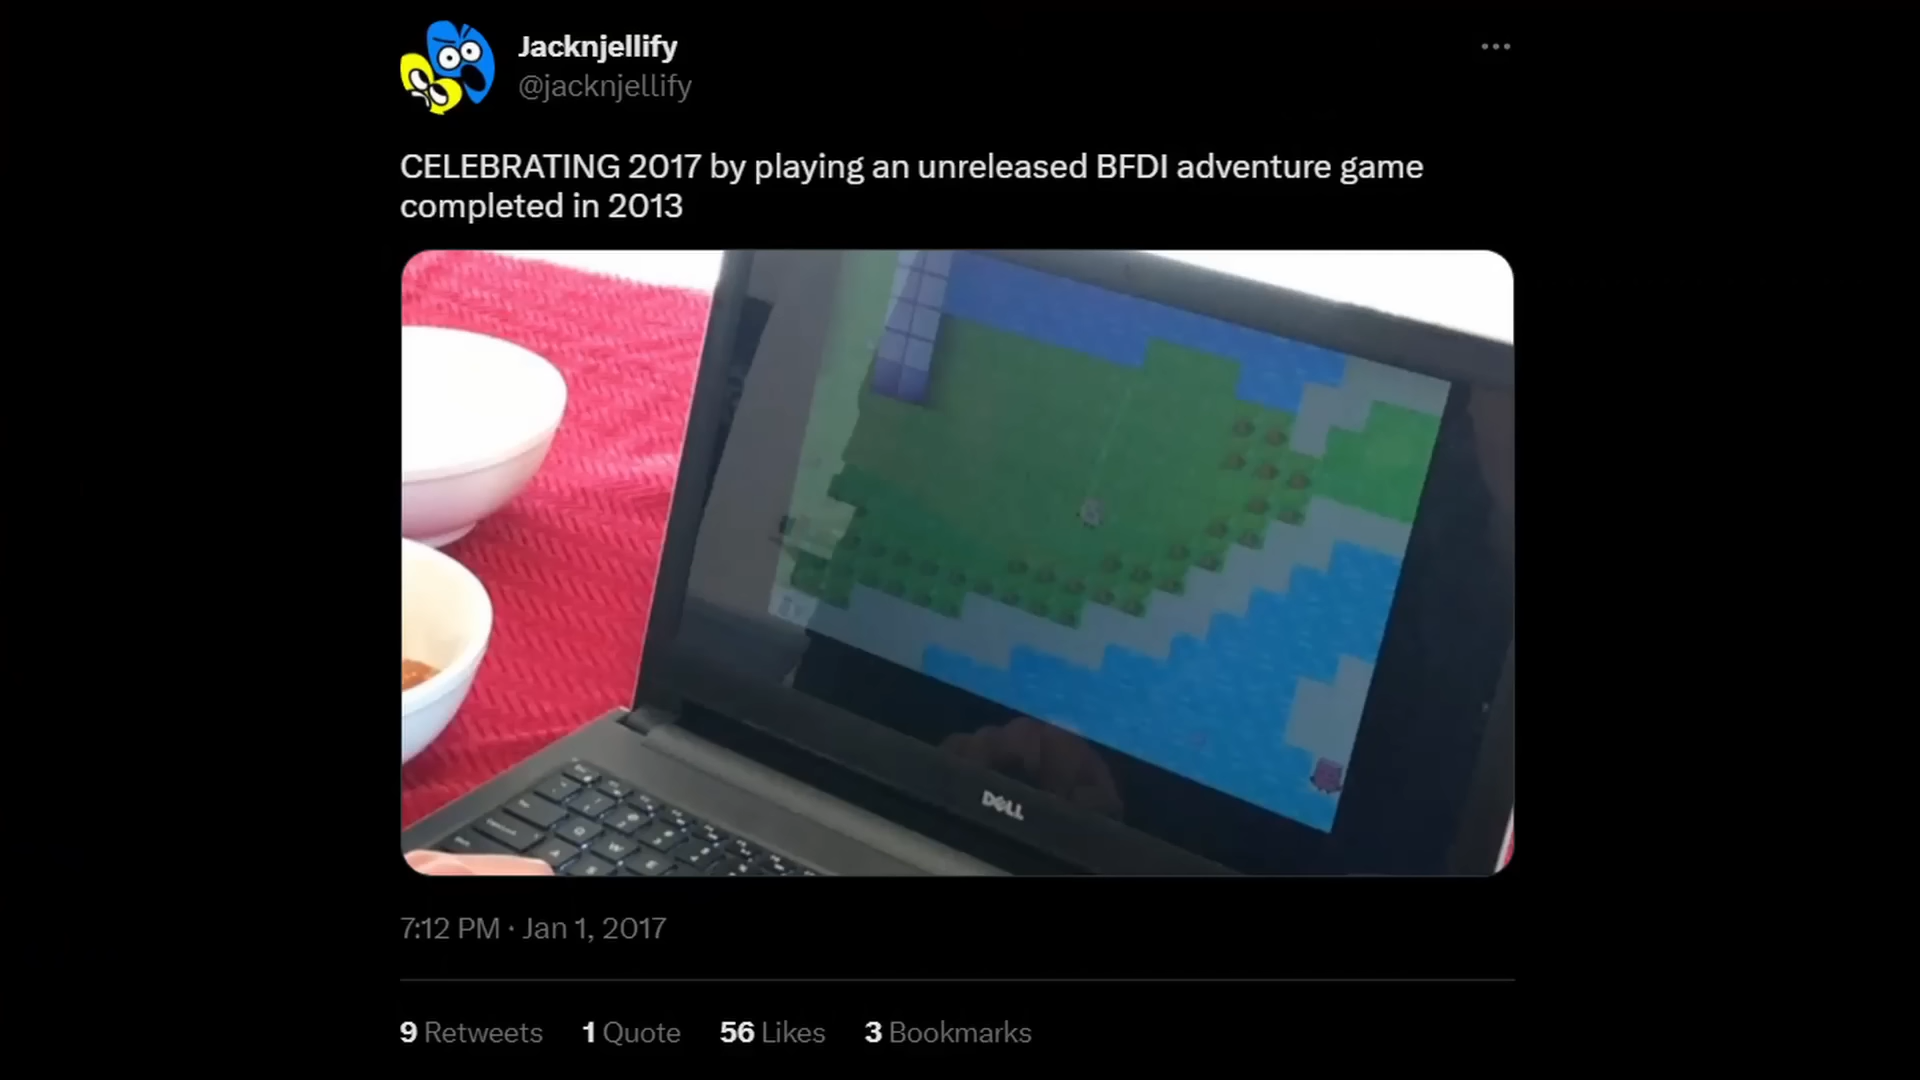 Jacknjellify
@jacknjellify
CELEBRATING 2017 by playing an unreleased BFDI adventure game
completed in 2013
DELL
7:12 PM · Jan 1, 2017
9 Retweets 1 Quote 56 Likes 3 Bookmarks